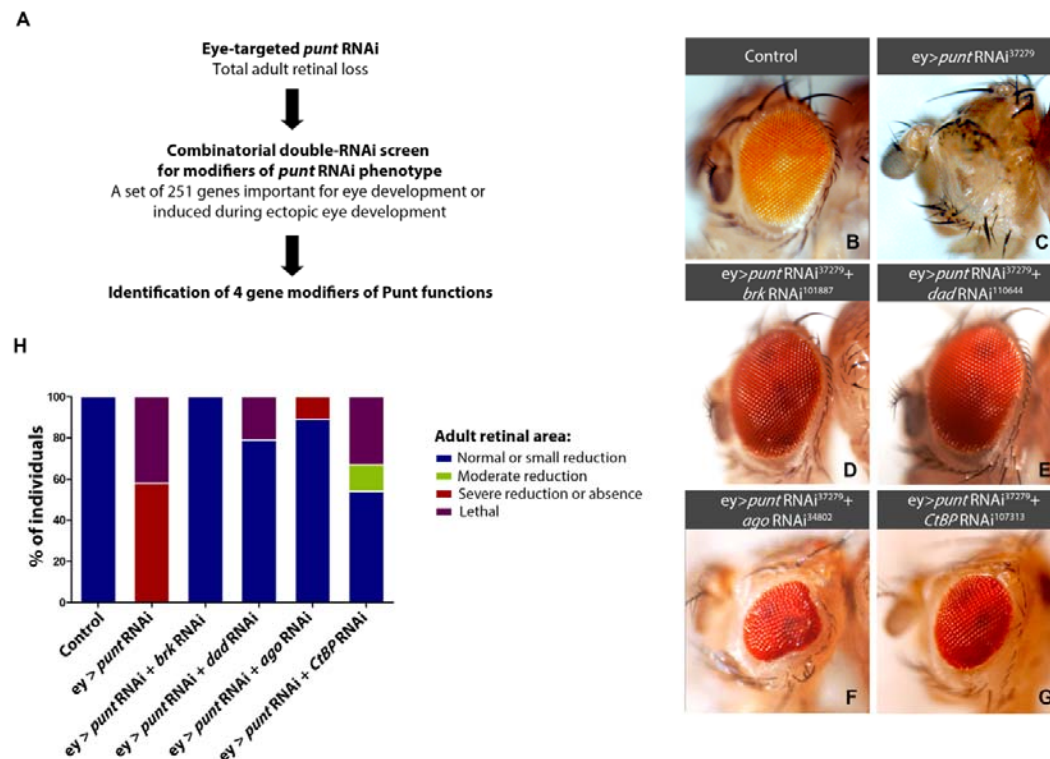 A
Eye-targeted punt RNAi
Total adult retinal loss
Combinatorial double-RNAi screen
for modifiers of punt RNAi phenotype
A set of 251 genes important for eye development or
induced during ectopic eye development
Identification of 4 gene modifiers of Punt functions
Control
ey>punt RNAi³⁷²⁷⁹
B
C
ey>punt RNAi³⁷²⁷⁹+
brk RNAi¹⁰¹⁸⁸⁷
ey>punt RNAi³⁷²⁷⁹+
dad RNAi¹¹⁰⁶⁴⁴
D
E
ey>punt RNAi³⁷²⁷⁹+
ago RNAi³⁴⁸⁰²
ey>punt RNAi³⁷²⁷⁹+
CtBP RNAi¹⁰⁷³¹³
F
G
H
% of individuals
100
80
60
40
20
0
Control
ey > punt RNAi
ey > punt RNAi + brk RNAi
ey > punt RNAi + dad RNAi
ey > punt RNAi + ago RNAi
ey > punt RNAi + CtBP RNAi
Adult retinal area:
Normal or small reduction
Moderate reduction
Severe reduction or absence
Lethal